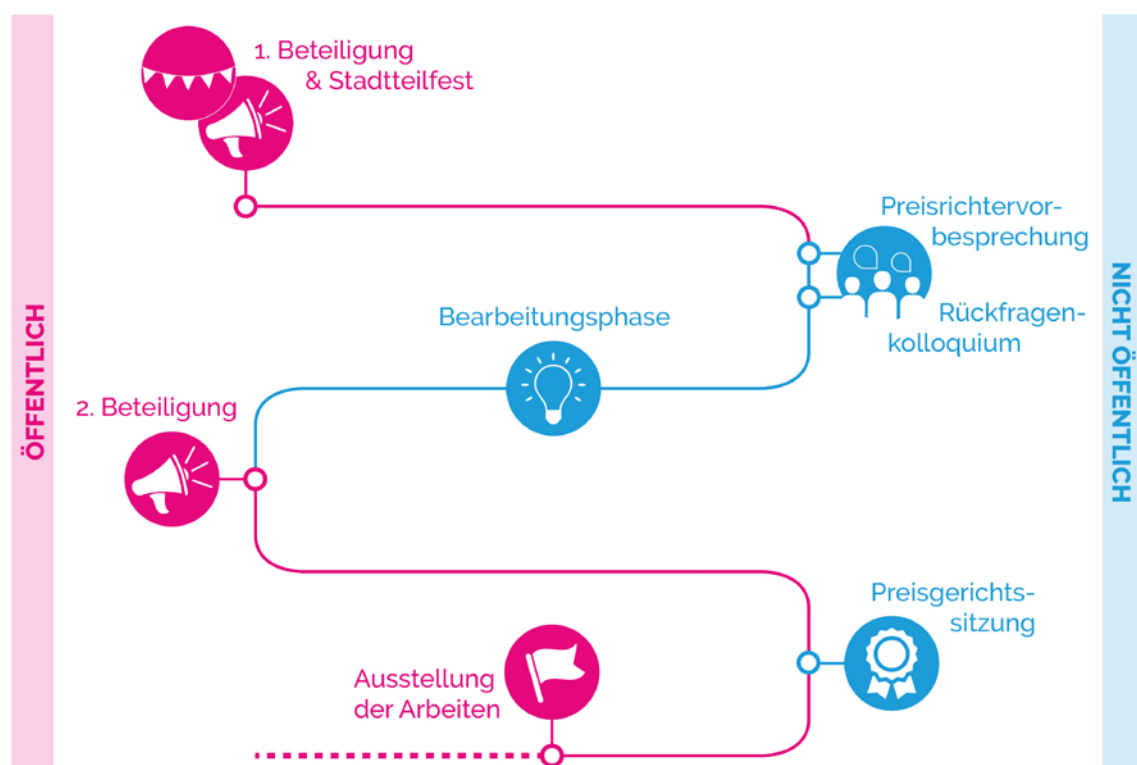 1. Beteiligung
& Stadtteilfest
Preisrichtervor-
besprechung
Rückfragen-
kolloquium
Bearbeitungsphase
2. Beteiligung
Preisgerichts-
sitzung
Ausstellung
der Arbeiten
ÖFFENTLICH
NICHT ÖFFENTLICH